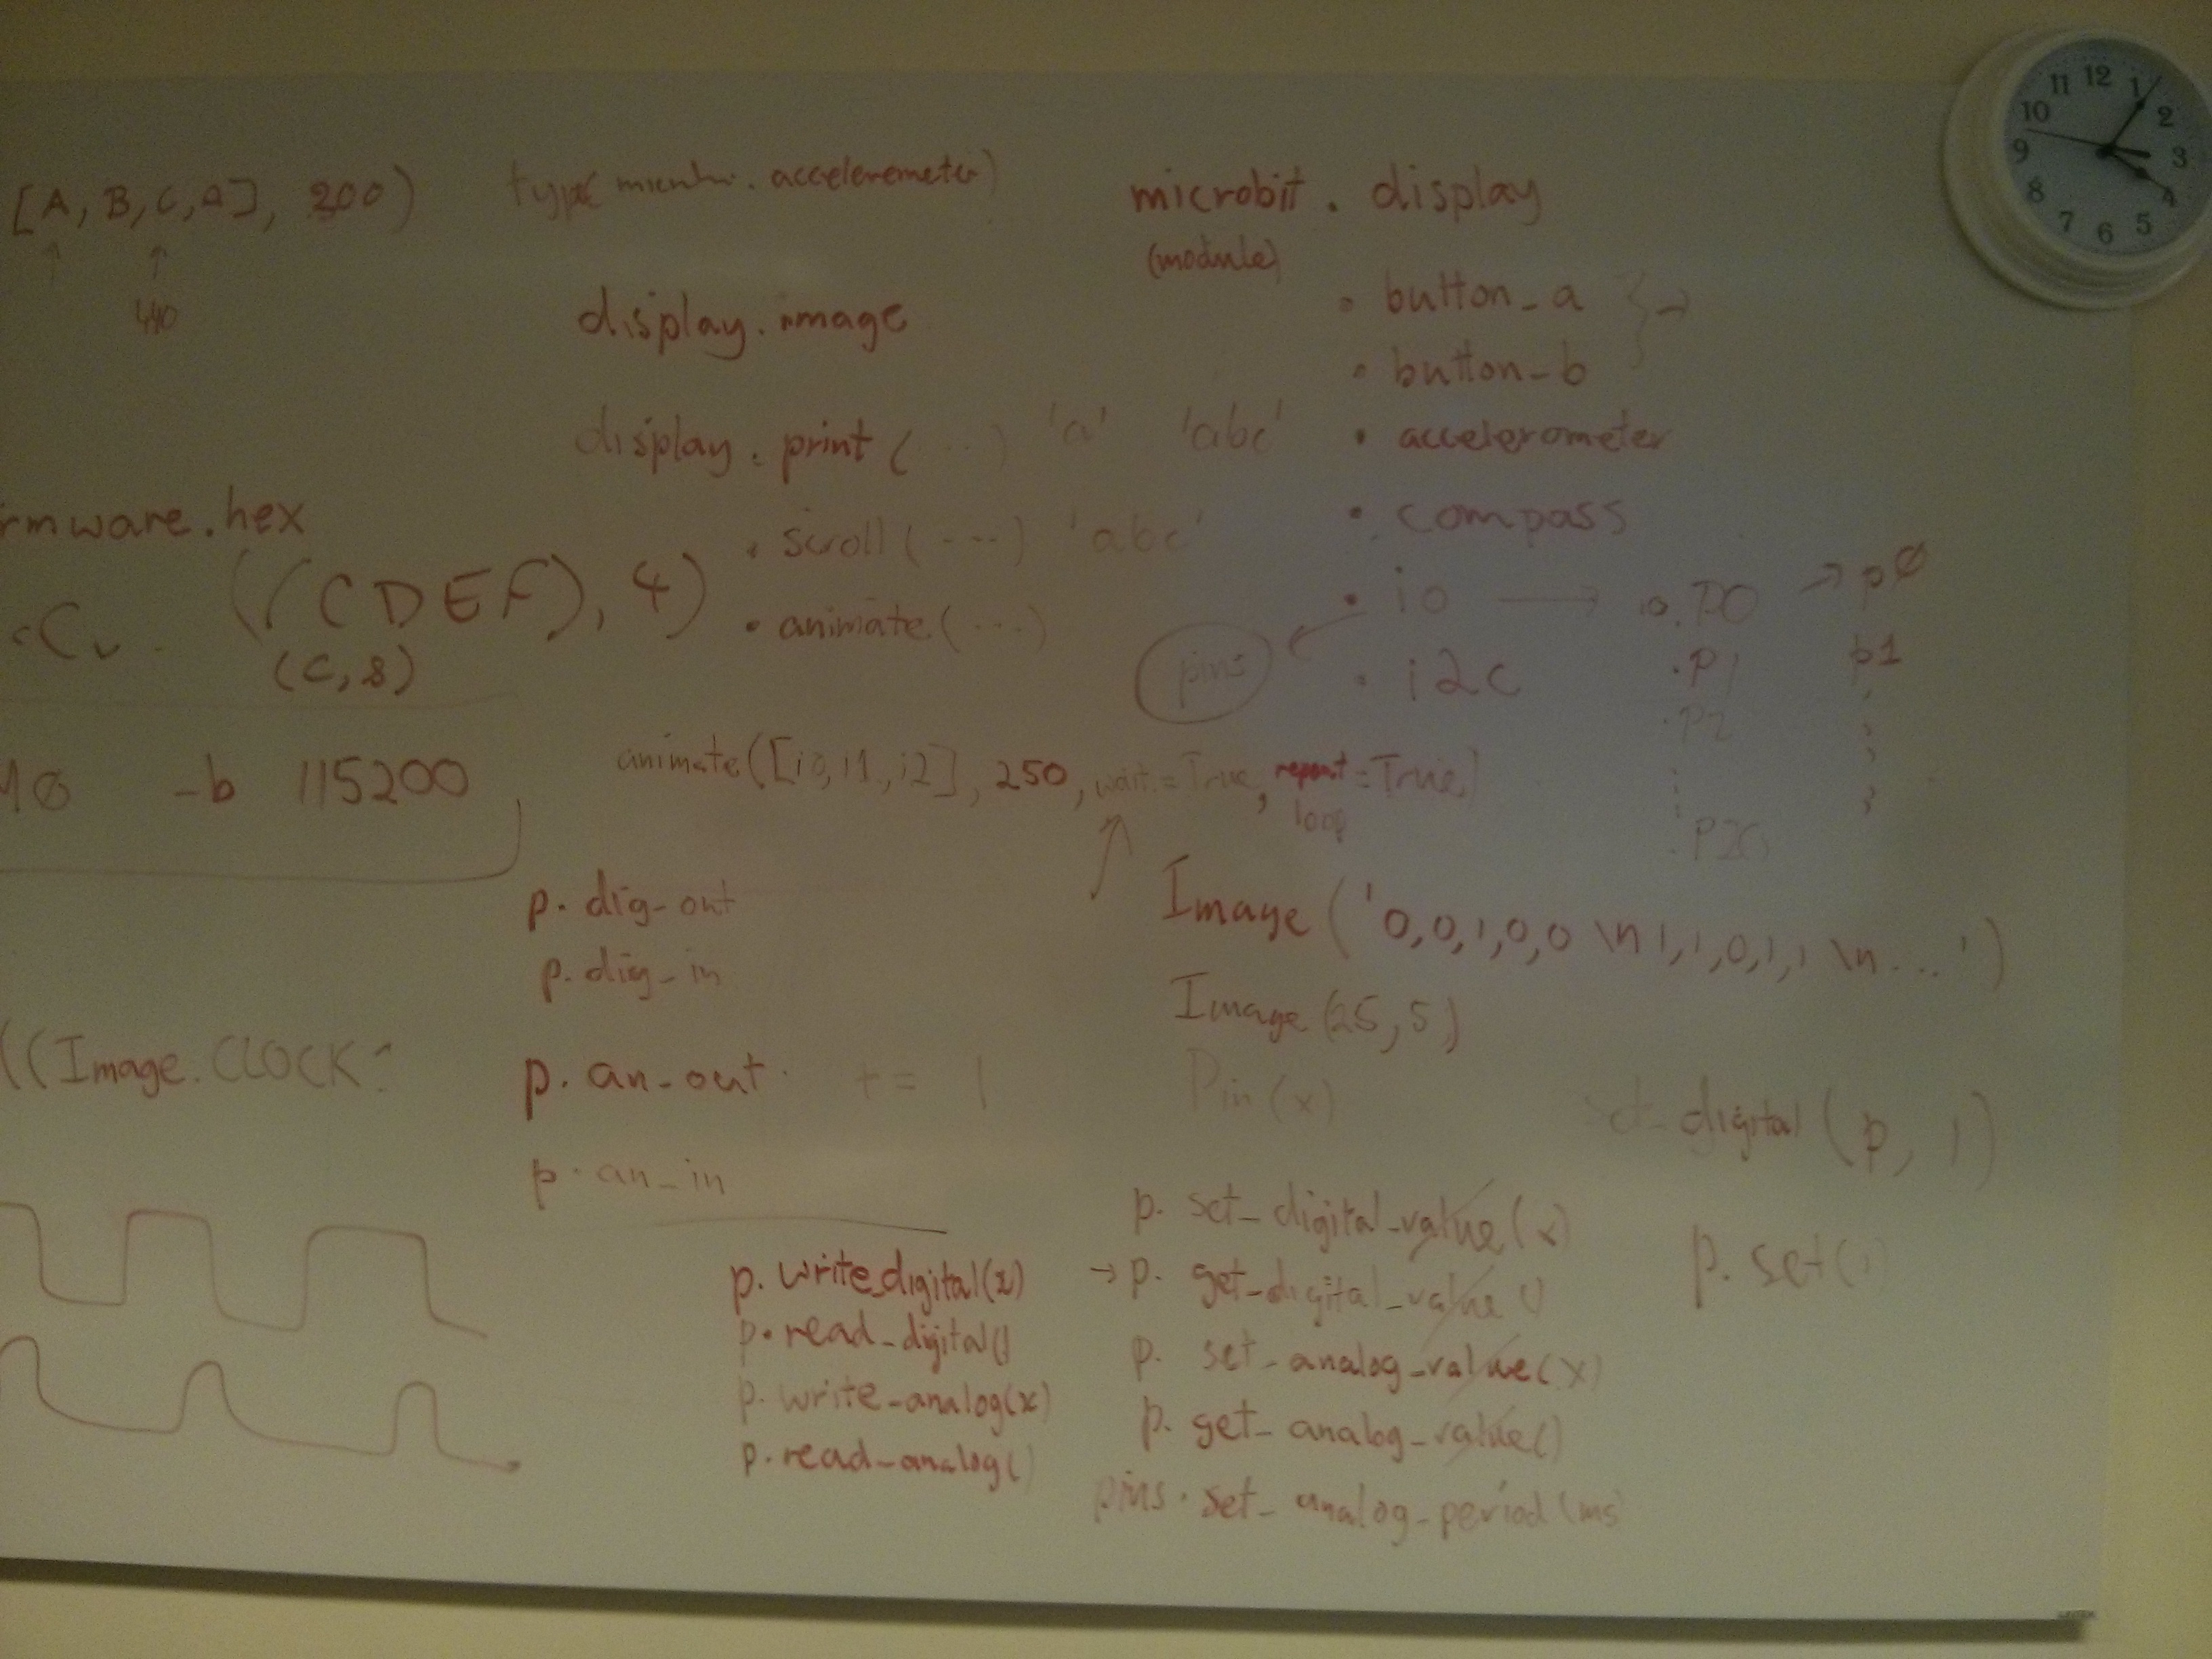 [A, B, C, A], 200)
440
type( . accelerometer)
microbit . display
(module)
display. image
• button_a
• button_b
display. print ( ...) 'a' 'abc'
• accelerometer
• scroll( ---) 'abc'
• compass
rmware.hex
((CDEF), 4)
(C, 8)
• animate( ...)
• io → io.P0 → p0
pins
• i2c
.P1
p1
.P2
-b 115200
animate([i0, i1, i2], 250, wait=True, repeat=True)
loop
P20
p. dig-out
p. dig-in
Image ('0,0,1,0,0 \n 1,1,0,1,1 \n ... ')
Image (25, 5)
((Image.CLOCK
p. an-out += 1
Pin (x)
digital (p, 1)
p. an_in
p. set_digital_value (x)
p. write_digital(x)
→ p. get_digital_value ()
p. set(
p. read_digital()
p. set_analog_value(x)
p. write_analog(x)
p. get_analog_value()
p. read_analog()
pins. set_analog_period(ms
11 12 1
10 2
9 3
8 4
7 6 5